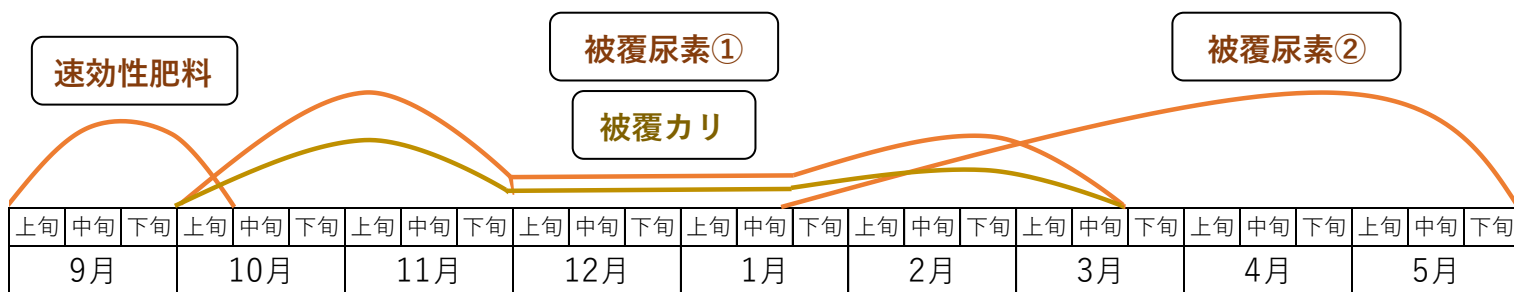 被覆尿素①
被覆尿素②
速効性肥料
被覆カリ
上旬 中旬 下旬 上旬 中旬 下旬 上旬 中旬 下旬 上旬 中旬 下旬 上旬 中旬 下旬 上旬 中旬 下旬 上旬 中旬 下旬 上旬 中旬 下旬 上旬 中旬 下旬
9月 10月 11月 12月 1月 2月 3月 4月 5月